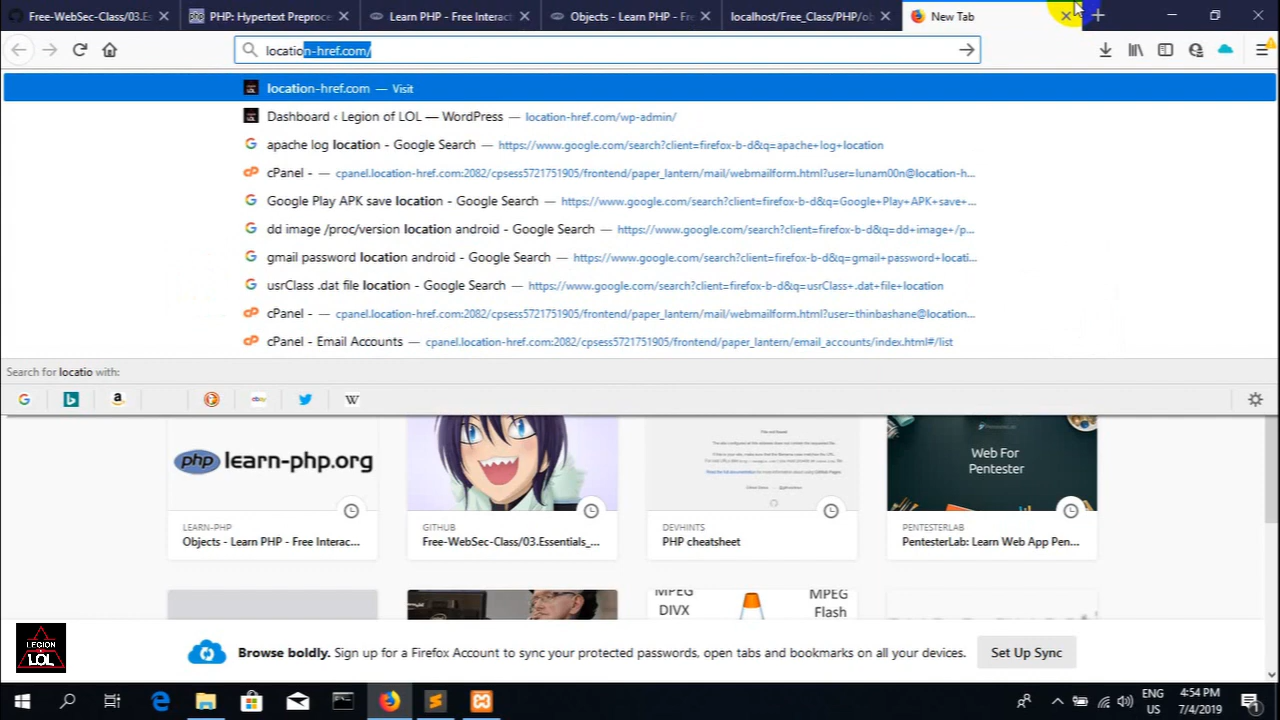 Free-WebSec-Class/03.Es
PHP: Hypertext Preproce
Learn PHP - Free Interact
Objects - Learn PHP - Fre
localhost/Free_Class/PHP/ob
New Tab
location-href.com/
location-href.com — Visit
Dashboard ‹ Legion of LOL — WordPress — location-href.com/wp-admin/
apache log location - Google Search — https://www.google.com/search?client=firefox-b-d&q=apache+log+location
cPanel - — cpanel.location-href.com:2082/cpsess5721751905/frontend/paper_lantern/mail/webmailform.html?user=lunam00n@location-h...
Google Play APK save location - Google Search — https://www.google.com/search?client=firefox-b-d&q=Google+Play+APK+save+...
dd image /proc/version location android - Google Search — https://www.google.com/search?client=firefox-b-d&q=dd+image+/p...
gmail password location android - Google Search — https://www.google.com/search?client=firefox-b-d&q=gmail+password+locati...
usrClass .dat file location - Google Search — https://www.google.com/search?client=firefox-b-d&q=usrClass+.dat+file+location
cPanel - — cpanel.location-href.com:2082/cpsess5721751905/frontend/paper_lantern/mail/webmailform.html?user=thinbashane@location...
cPanel - Email Accounts — cpanel.location-href.com:2082/cpsess5721751905/frontend/paper_lantern/email_accounts/index.html#/list
Search for locatio with:
php learn-php.org
Web For
Pentester
LEARN-PHP
Objects - Learn PHP - Free Interac...
GITHUB
Free-WebSec-Class/03.Essentials_...
DEVHINTS
PHP cheatsheet
PENTESTERLAB
PentesterLab: Learn Web App Pen...
MPEG
DIVX
MPEG
Flash
LEGION
LOL
Browse boldly. Sign up for a Firefox Account to sync your protected passwords, open tabs and bookmarks on all your devices.
Set Up Sync
ENG
US
4:54 PM
7/4/2019